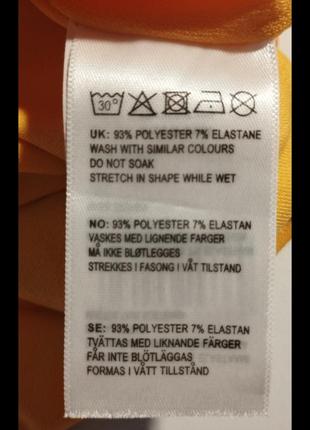 30°
UK: 93% POLYESTER 7% ELASTANE
WASH WITH SIMILAR COLOURS
DO NOT SOAK
STRETCH IN SHAPE WHILE WET
NO: 93% POLYESTER 7% ELASTAN
VASKES MED LIGNENDE FARGER
MÅ IKKE BLØTLEGGES
STREKKES I FASONG I VÅT TILSTAND
SE: 93% POLYESTER 7% ELASTAN
TVÄTTAS MED LIKNANDE FÄRGER
FÅR INTE BLÖTLÄGGAS
FORMAS I VÅTT TILLSTÅND